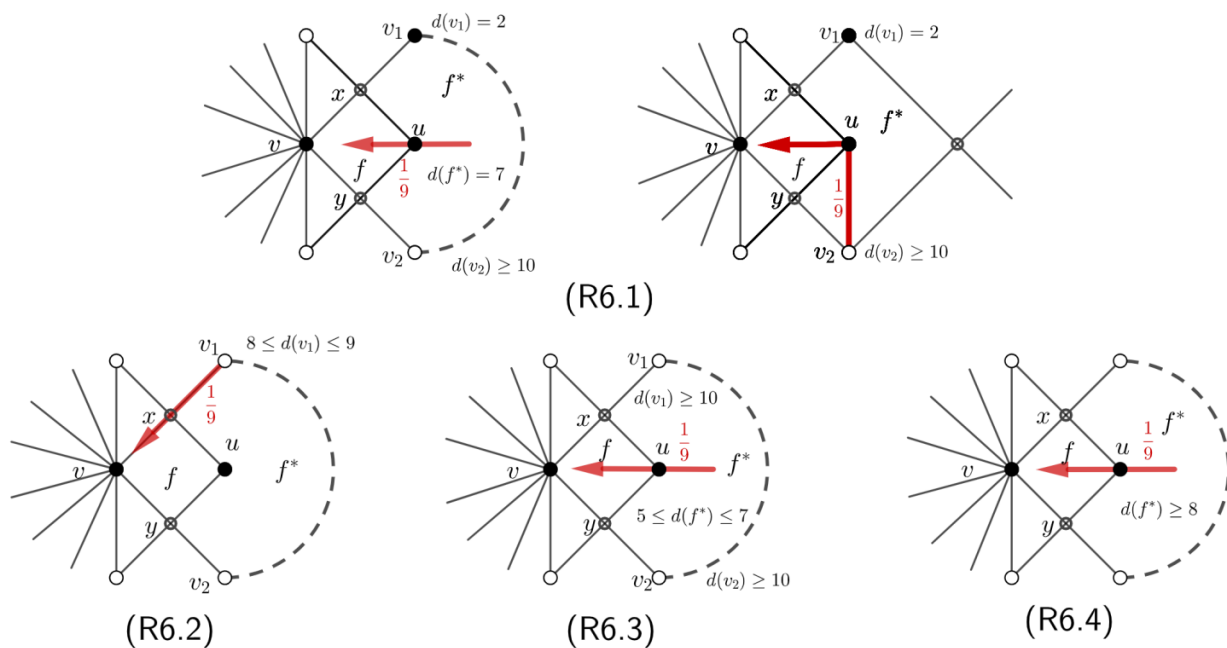 v₁ d(v₁) = 2
f*
x
u
v
f
1/9
d(f*) = 7
y
v₂
d(v₂) ≥ 10
v₁ d(v₁) = 2
x
u
f*
v
f
1/9
y
v₂ d(v₂) ≥ 10
(R6.1)
v₁ 8 ≤ d(v₁) ≤ 9
1/9
x
u
v
f
f*
y
v₂
(R6.2)
v₁
d(v₁) ≥ 10
x
f
u
1/9
f*
v
y
5 ≤ d(f*) ≤ 7
v₂
d(v₂) ≥ 10
(R6.3)
x
f
1/9
f*
v
u
y
d(f*) ≥ 8
(R6.4)